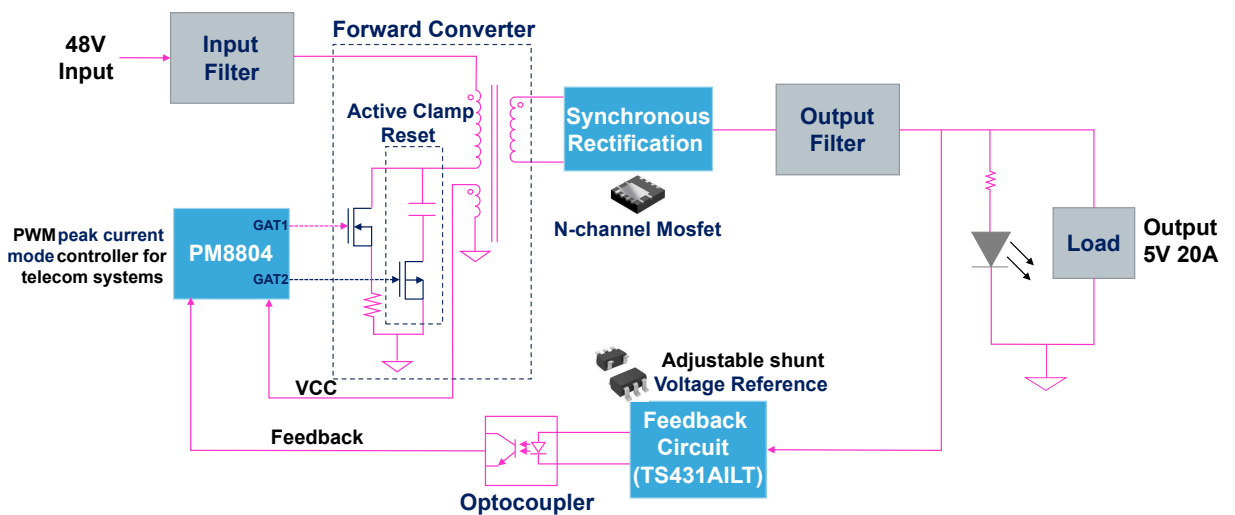 Forward Converter
48V
Input
Input
Filter
Active Clamp
Reset
Synchronous
Rectification
Output
Filter
N-channel Mosfet
PWM peak current
mode controller for
telecom systems
GAT1
PM8804
GAT2
Load
Output
5V 20A
VCC
Adjustable shunt
Voltage Reference
Feedback
Feedback
Circuit
(TS431AILT)
Optocoupler